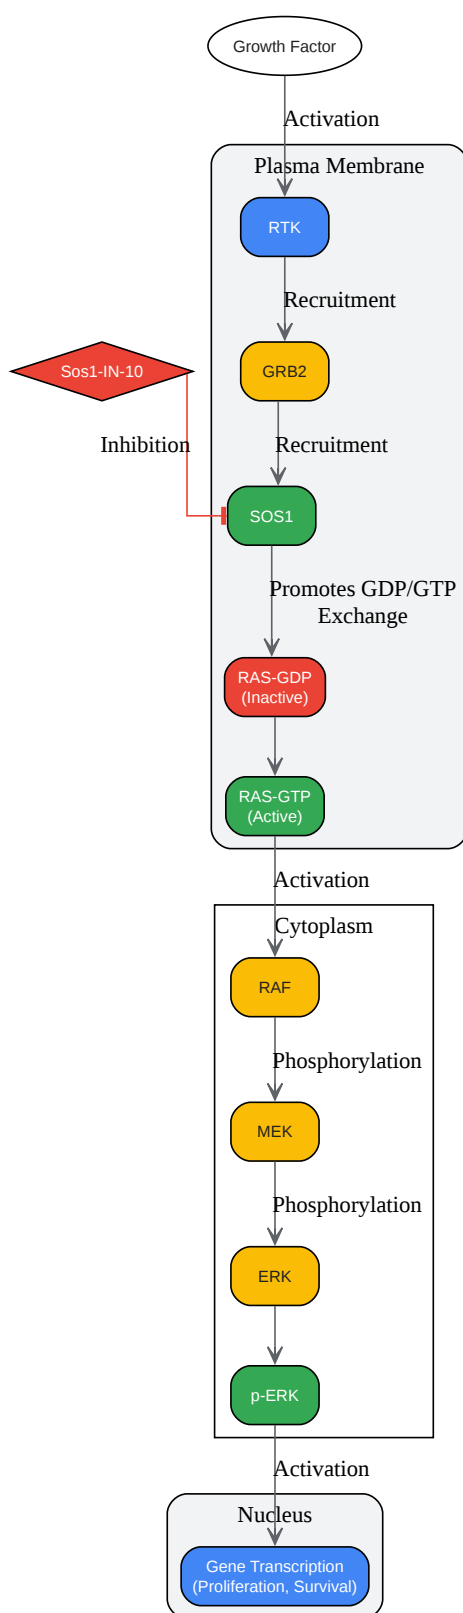 Growth Factor
Activation
Plasma Membrane
RTK
Recruitment
Sos1-IN-10
GRB2
Inhibition
Recruitment
SOS1
Promotes GDP/GTP
Exchange
RAS-GDP
(Inactive)
RAS-GTP
(Active)
Activation
Cytoplasm
RAF
Phosphorylation
MEK
Phosphorylation
ERK
p-ERK
Activation
Nucleus
Gene Transcription
(Proliferation, Survival)